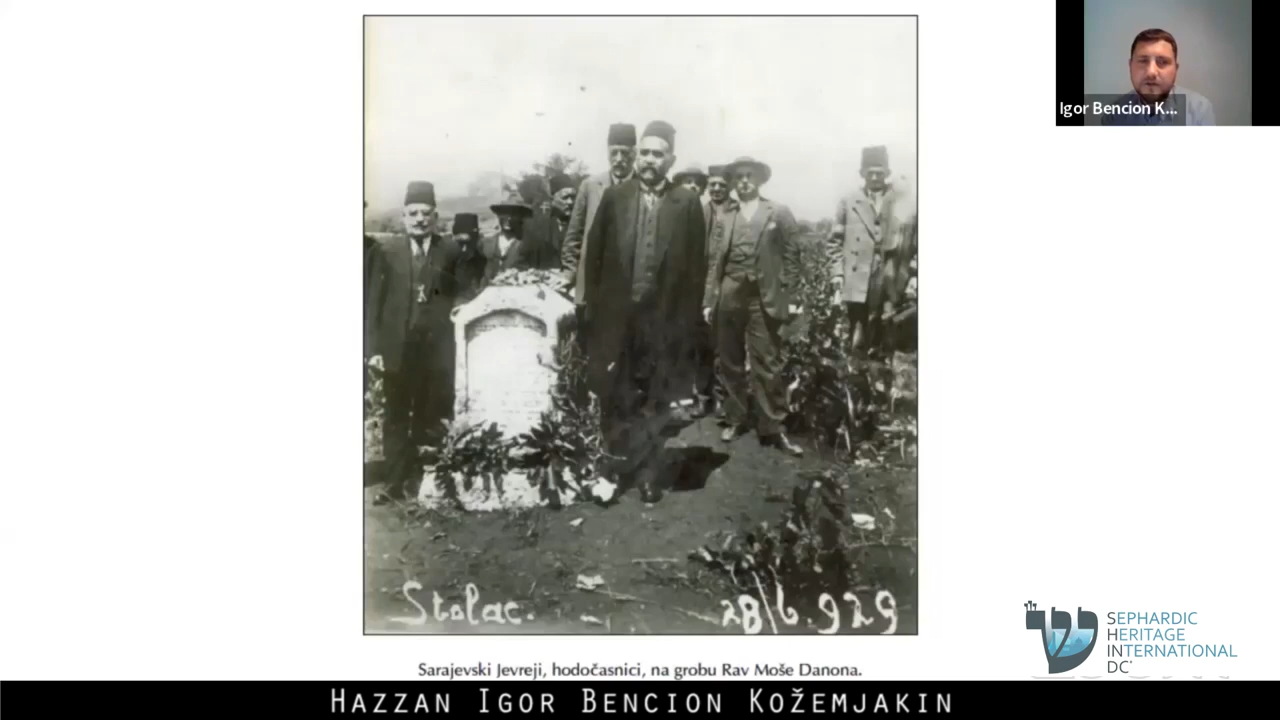 Igor Bencion K...
Stolac.
28/6.929
Sarajevski Jevreji, hodočasnici, na grobu Rav Moše Danona.
SEPHARDIC
HERITAGE
INTERNATIONAL
DC
HAZZAN IGOR BENCION KOŽEMJAKIN